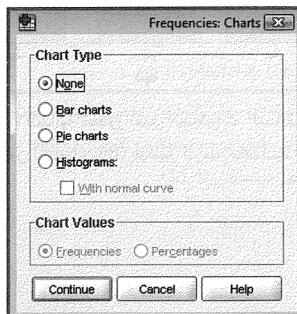 Frequencies: Charts
Chart Type
None
Bar charts
Pie charts
Histograms:
With normal curve
Chart Values
Frequencies Percentages
Continue Cancel Help